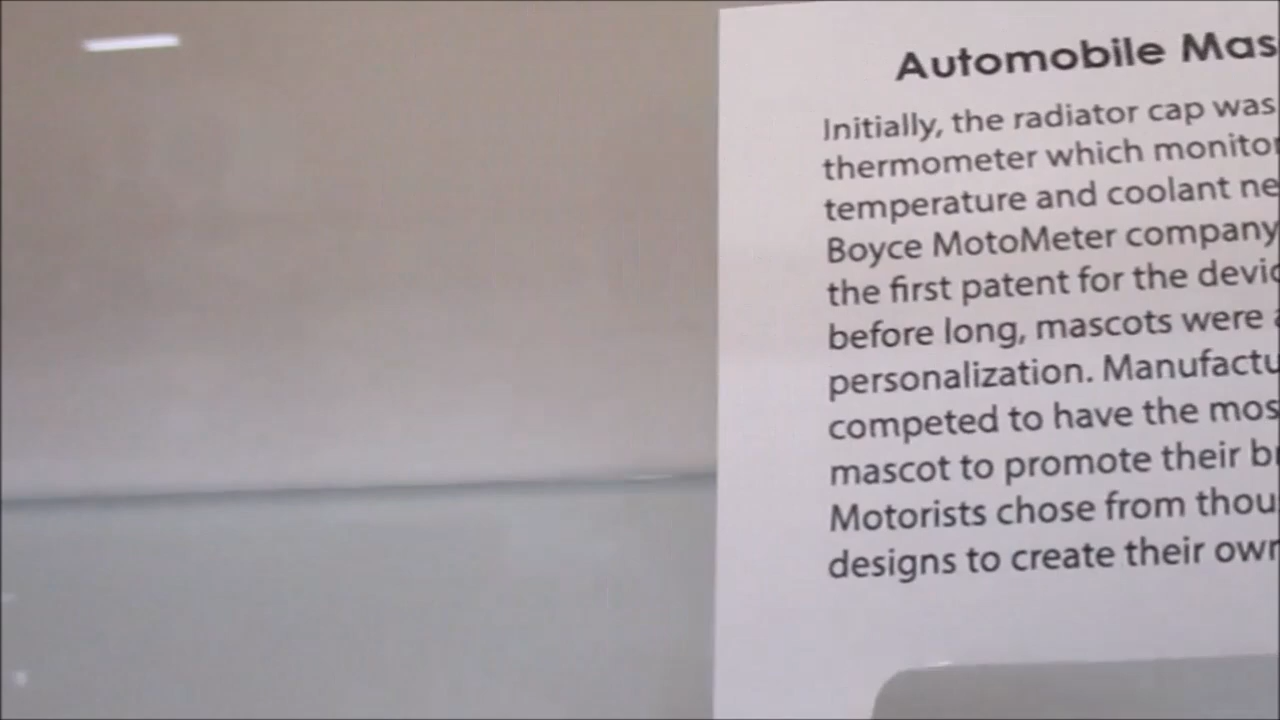 Automobile Mas
Initially, the radiator cap was
thermometer which monitor
temperature and coolant ne
Boyce MotoMeter company
the first patent for the devic
before long, mascots were a
personalization. Manufactu
competed to have the mos
mascot to promote their br
Motorists chose from thou
designs to create their own